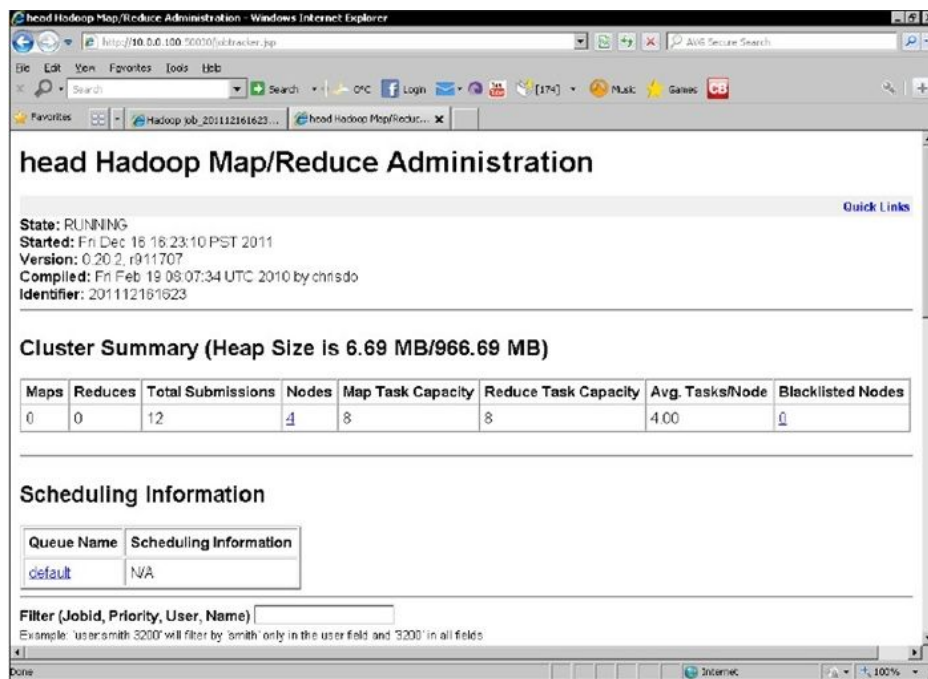 head Hadoop Map/Reduce Administration - Windows Internet Explorer
http://10.0.0.100:50030/jobtracker.jsp
AVG Secure Search
File Edit View Favorites Tools Help
Search
Search
0°C
Login
[174]
Music
Games
CB
Favorites
Hadoop job_201112161623...
head Hadoop Map/Reduc...
head Hadoop Map/Reduce Administration
Quick Links
State: RUNNING
Started: Fri Dec 16 16:23:10 PST 2011
Version: 0.20.2, r911707
Compiled: Fri Feb 19 08:07:34 UTC 2010 by chrisdo
Identifier: 201112161623
Cluster Summary (Heap Size is 6.69 MB/966.69 MB)
Maps Reduces Total Submissions Nodes Map Task Capacity Reduce Task Capacity Avg. Tasks/Node Blacklisted Nodes
0 0 12 4 8 8 4.00 0
Scheduling Information
Queue Name Scheduling Information
default N/A
Filter (Jobid, Priority, User, Name)
Example: 'user:smith 3200' will filter by 'smith' only in the user field and '3200' in all fields
Done
Internet
100%